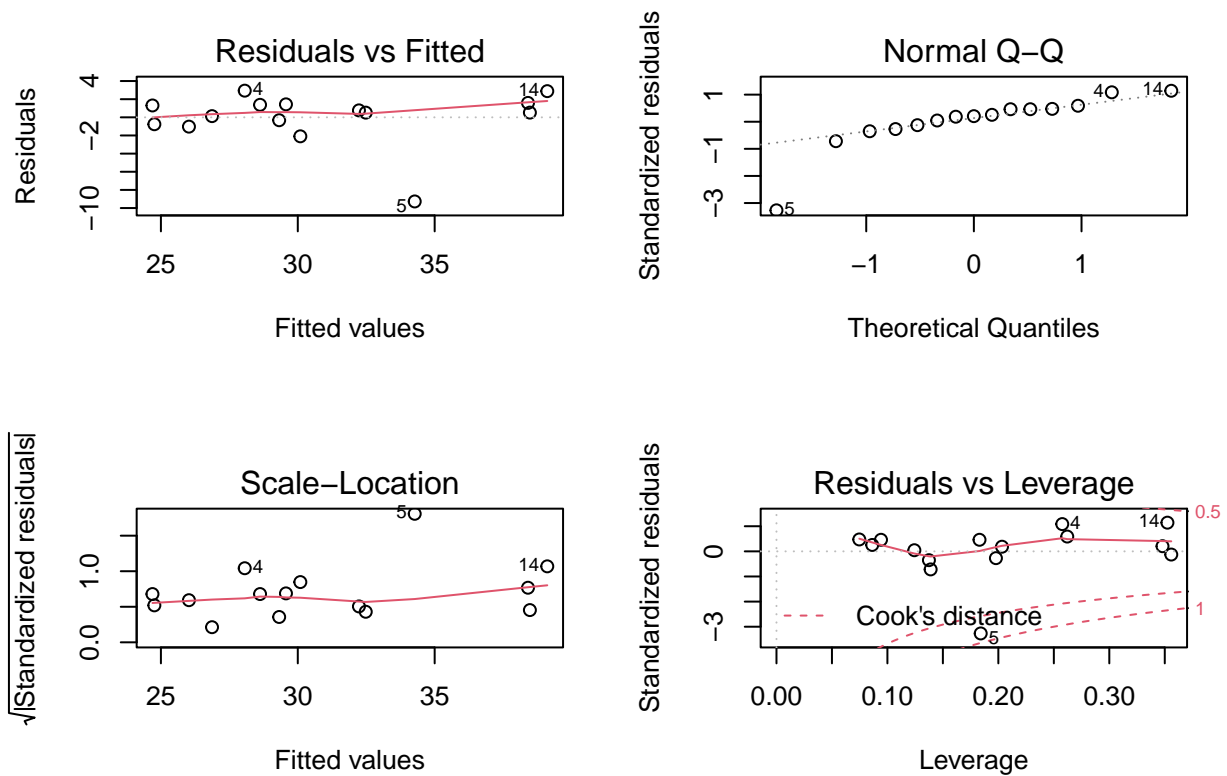 Residuals vs Fitted
Residuals
4
−2
−10
4
5
14
25 30 35
Fitted values
Normal Q−Q
Standardized residuals
1
−1
−3
5
4
14
−1 0 1
Theoretical Quantiles
Scale−Location
√|Standardized residuals|
1.0
0.0
4
5
14
25 30 35
Fitted values
Residuals vs Leverage
Standardized residuals
0
−3
4
14
5
0.5
1
Cook's distance
0.00 0.10 0.20 0.30
Leverage